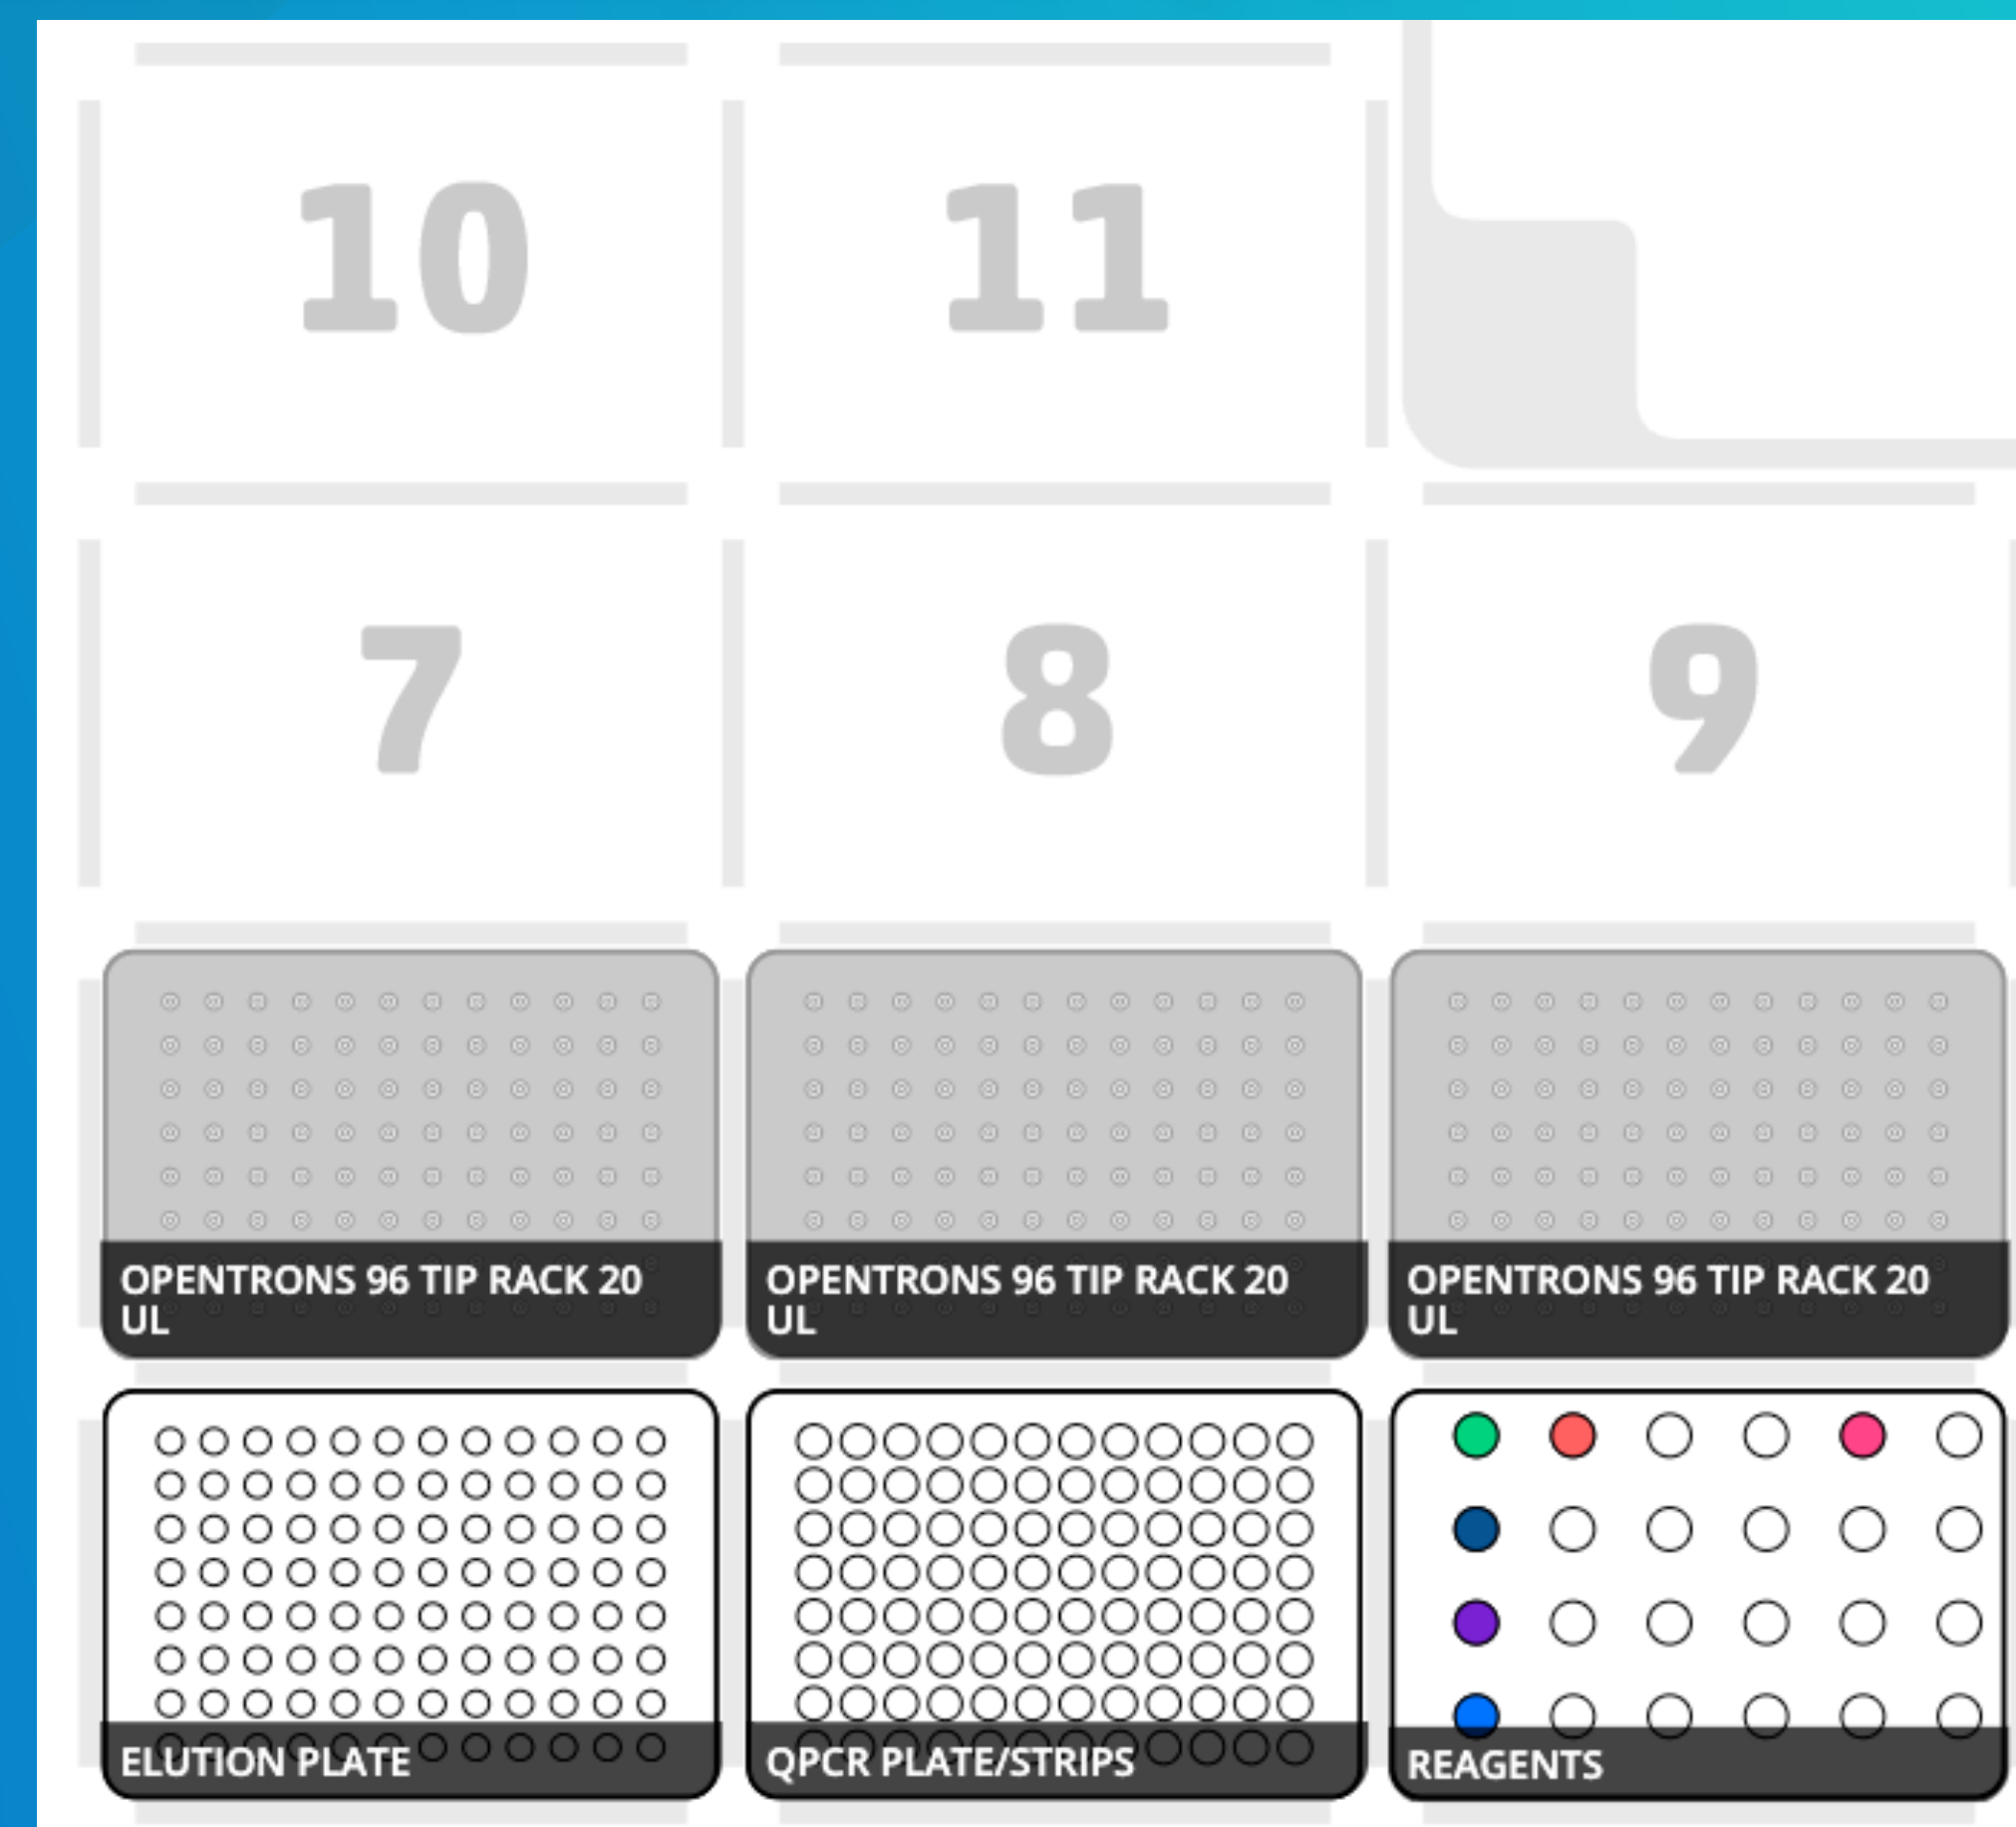 10
11
7
8
9
OPENTRONS 96 TIP RACK 20
UL
OPENTRONS 96 TIP RACK 20
UL
OPENTRONS 96 TIP RACK 20
UL
ELUTION PLATE
QPCR PLATE/STRIPS
REAGENTS